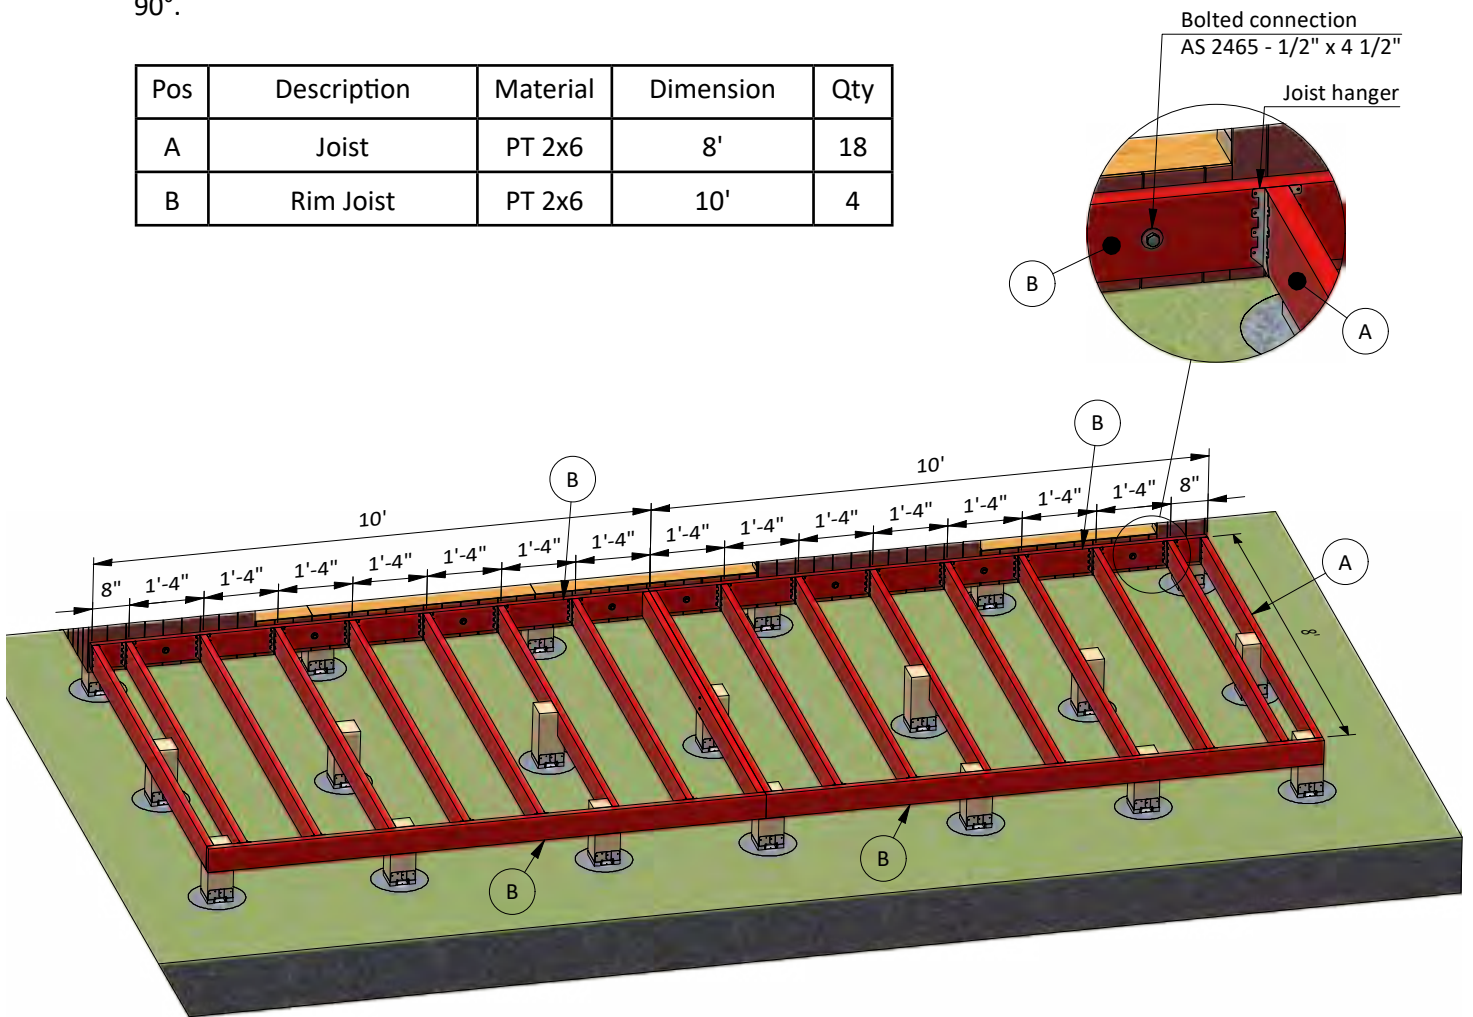 90°.
Bolted connection
AS 2465 - 1/2" x 4 1/2"
Joist hanger
Pos Description Material Dimension Qty
A Joist PT 2x6 8' 18
B Rim Joist PT 2x6 10' 4
B
A
B
B
10'
10'
8" 1'-4" 1'-4" 1'-4" 1'-4" 1'-4" 1'-4" 1'-4" 1'-4" 1'-4" 1'-4" 1'-4" 1'-4" 1'-4" 1'-4" 8"
A
8'
B
B